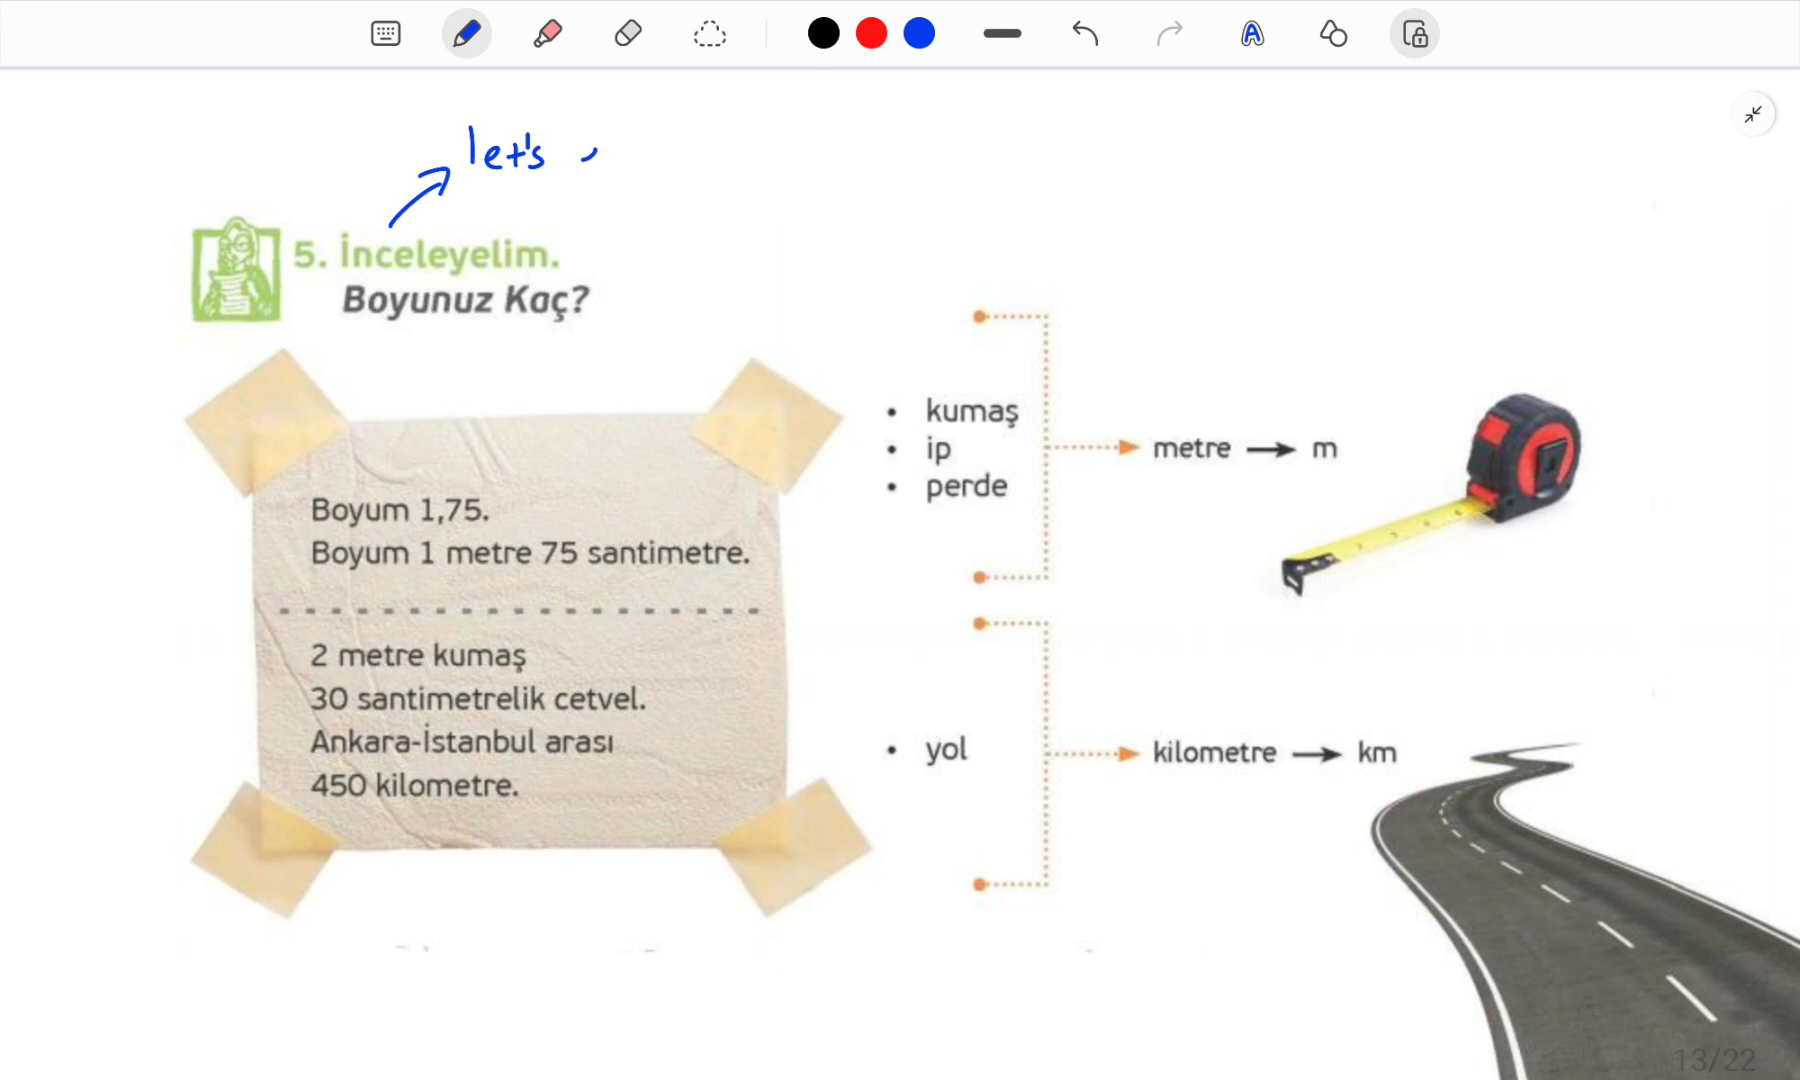 let's
5. İnceleyelim.
Boyunuz Kaç?
Boyum 1,75.
Boyum 1 metre 75 santimetre.
2 metre kumaş
30 santimetrelik cetvel.
Ankara-İstanbul arası
450 kilometre.
• kumaş
• ip
• perde
metre → m
• yol
kilometre → km
13/22